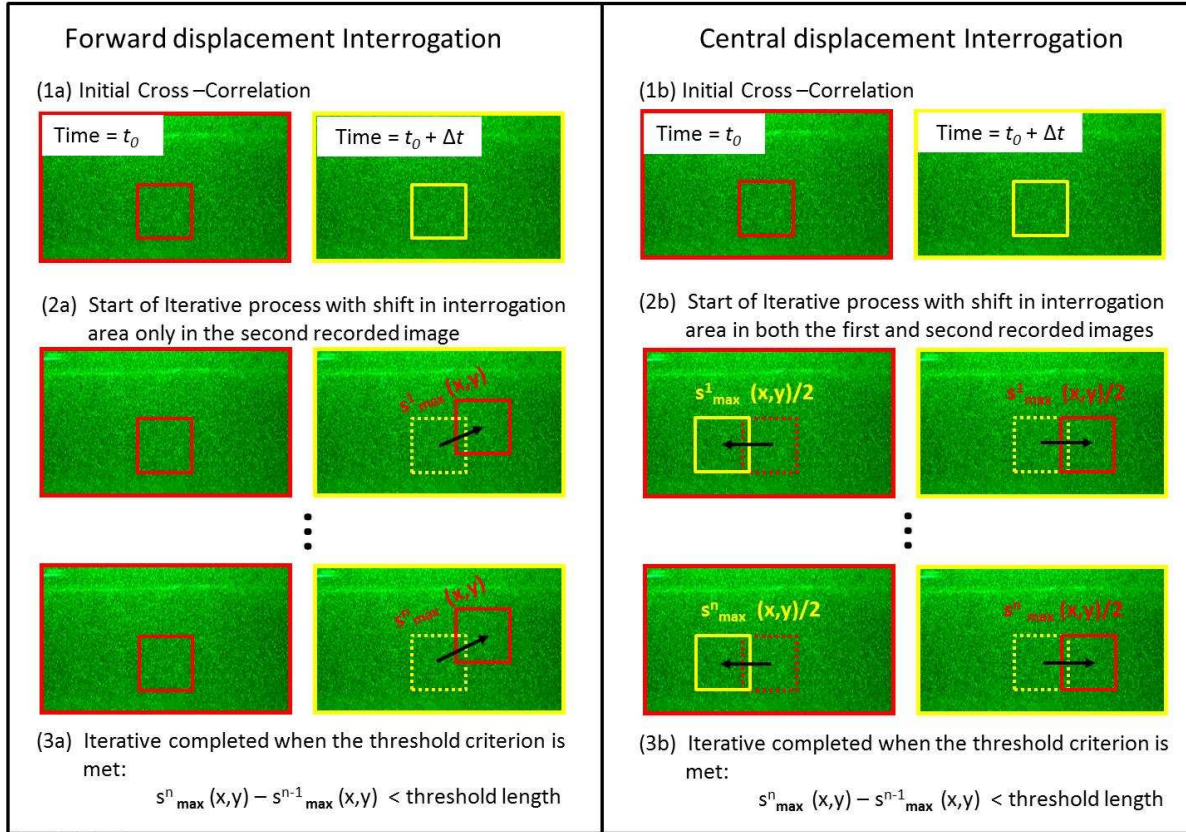 Forward displacement Interrogation
(1a) Initial Cross –Correlation
Time = t0
Time = t0 + Δt
(2a) Start of Iterative process with shift in interrogation
area only in the second recorded image
s1max (x,y)
snmax (x,y)
(3a) Iterative completed when the threshold criterion is
met:
snmax (x,y) – sn-1max (x,y) < threshold length
Central displacement Interrogation
(1b) Initial Cross –Correlation
Time = t0
Time = t0 + Δt
(2b) Start of Iterative process with shift in interrogation
area in both the first and second recorded images
s1max (x,y)/2
s1max (x,y)/2
snmax (x,y)/2
snmax (x,y)/2
(3b) Iterative completed when the threshold criterion is
met:
snmax (x,y) – sn-1max (x,y) < threshold length